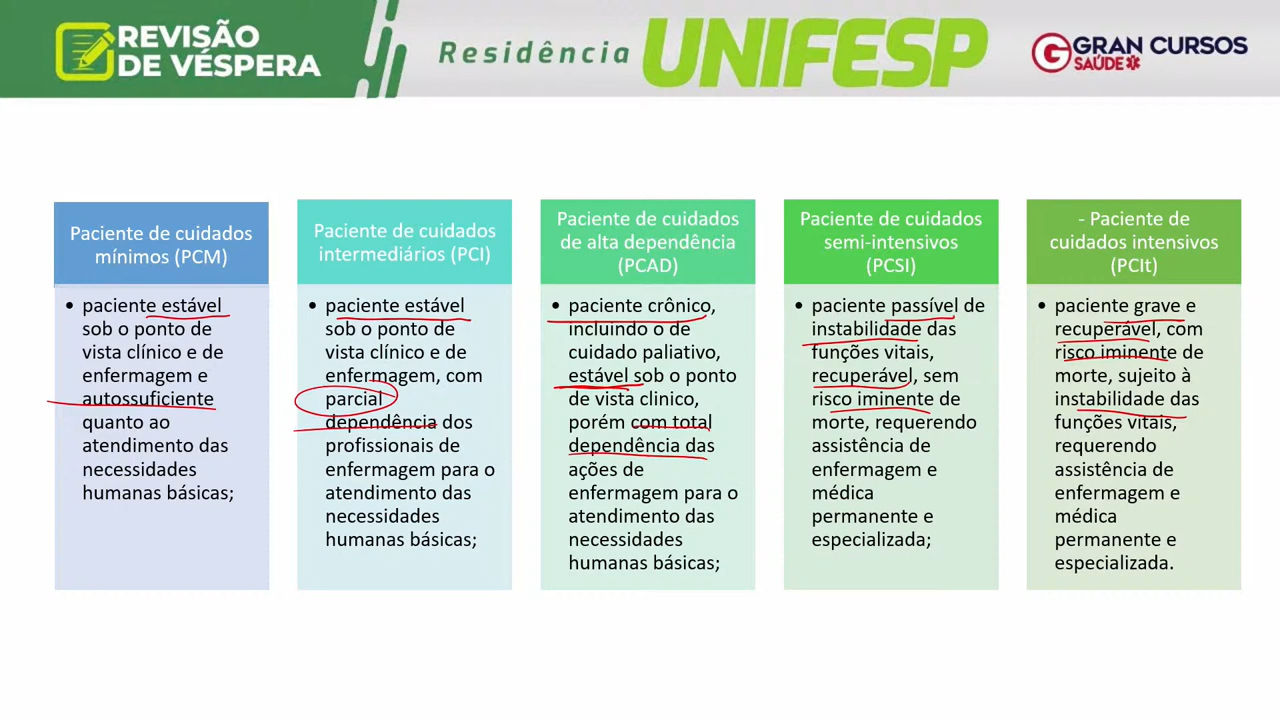 REVISÃO
DE VÉSPERA
Residência
UNIFESP
GRAN CURSOS
SAÚDE
Paciente de cuidados
mínimos (PCM)
• paciente estável
sob o ponto de
vista clínico e de
enfermagem e
autossuficiente
quanto ao
atendimento das
necessidades
humanas básicas;
Paciente de cuidados
intermediários (PCI)
• paciente estável
sob o ponto de
vista clínico e de
enfermagem, com
parcial
dependência dos
profissionais de
enfermagem para o
atendimento das
necessidades
humanas básicas;
Paciente de cuidados
de alta dependência
(PCAD)
• paciente crônico,
incluindo o de
cuidado paliativo,
estável sob o ponto
de vista clinico,
porém com total
dependência das
ações de
enfermagem para o
atendimento das
necessidades
humanas básicas;
Paciente de cuidados
semi-intensivos
(PCSI)
• paciente passível de
instabilidade das
funções vitais,
recuperável, sem
risco iminente de
morte, requerendo
assistência de
enfermagem e
médica
permanente e
especializada;
- Paciente de
cuidados intensivos
(PCIt)
• paciente grave e
recuperável, com
risco iminente de
morte, sujeito à
instabilidade das
funções vitais,
requerendo
assistência de
enfermagem e
médica
permanente e
especializada.